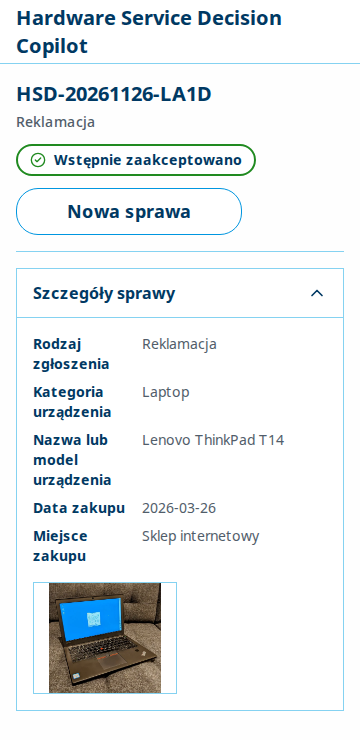 Hardware Service Decision
Copilot
HSD-20261126-LA1D
Reklamacja
Wstępnie zaakceptowano
Nowa sprawa
Szczegóły sprawy
Rodzaj zgłoszenia
Reklamacja
Kategoria urządzenia
Laptop
Nazwa lub model urządzenia
Lenovo ThinkPad T14
Data zakupu
2026-03-26
Miejsce zakupu
Sklep internetowy